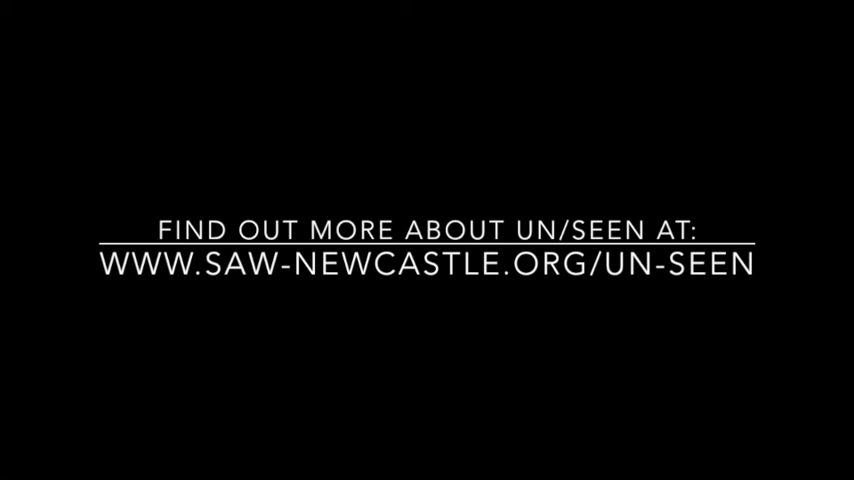 FIND OUT MORE ABOUT UN/SEEN AT:
WWW.SAW-NEWCASTLE.ORG/UN-SEEN